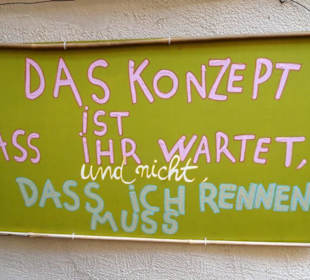 DAS KONZEPT
iST
ASS iHR WARTET,
und nicht,
DASS iCH RENNEN
MUSS